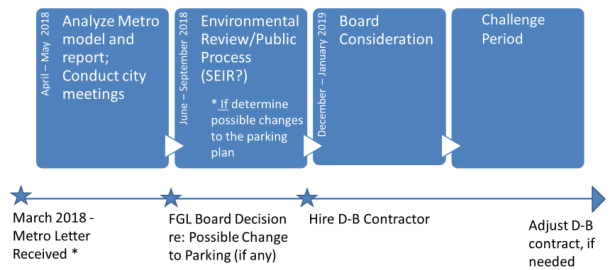 April – May 2018
Analyze Metro
model and
report;
Conduct city
meetings
June – September 2018
Environmental
Review/Public
Process
(SEIR?)
* If determine
possible changes
to the parking
plan
December – January 2019
Board
Consideration
Challenge
Period
March 2018 -
Metro Letter
Received *
FGL Board Decision
re: Possible Change
to Parking (if any)
Hire D-B Contractor
Adjust D-B
contract, if
needed